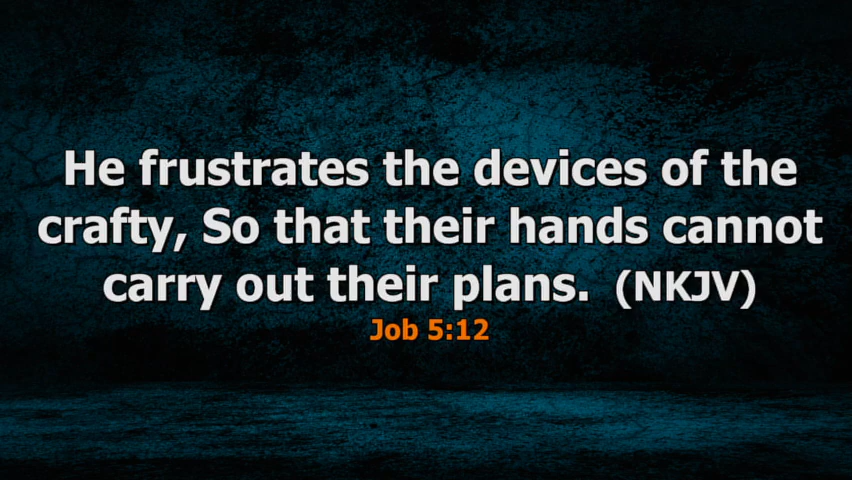 He frustrates the devices of the
crafty, So that their hands cannot
carry out their plans. (NKJV)
Job 5:12